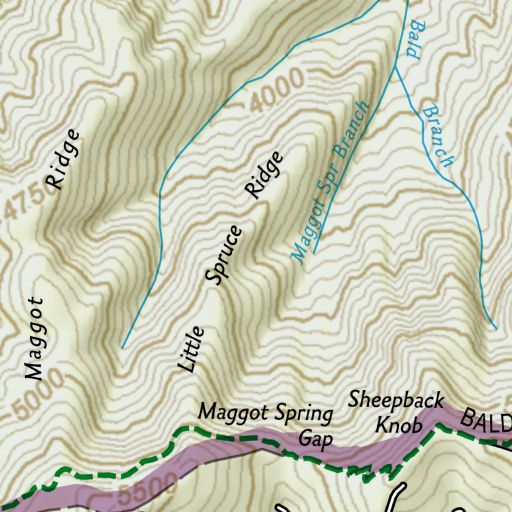 Bald
Branch
4000
Maggot Spr Branch
Ridge
4750
Little Spruce Ridge
Maggot
5000
Maggot Spring
Gap
Sheepback
Knob
BALD
5500